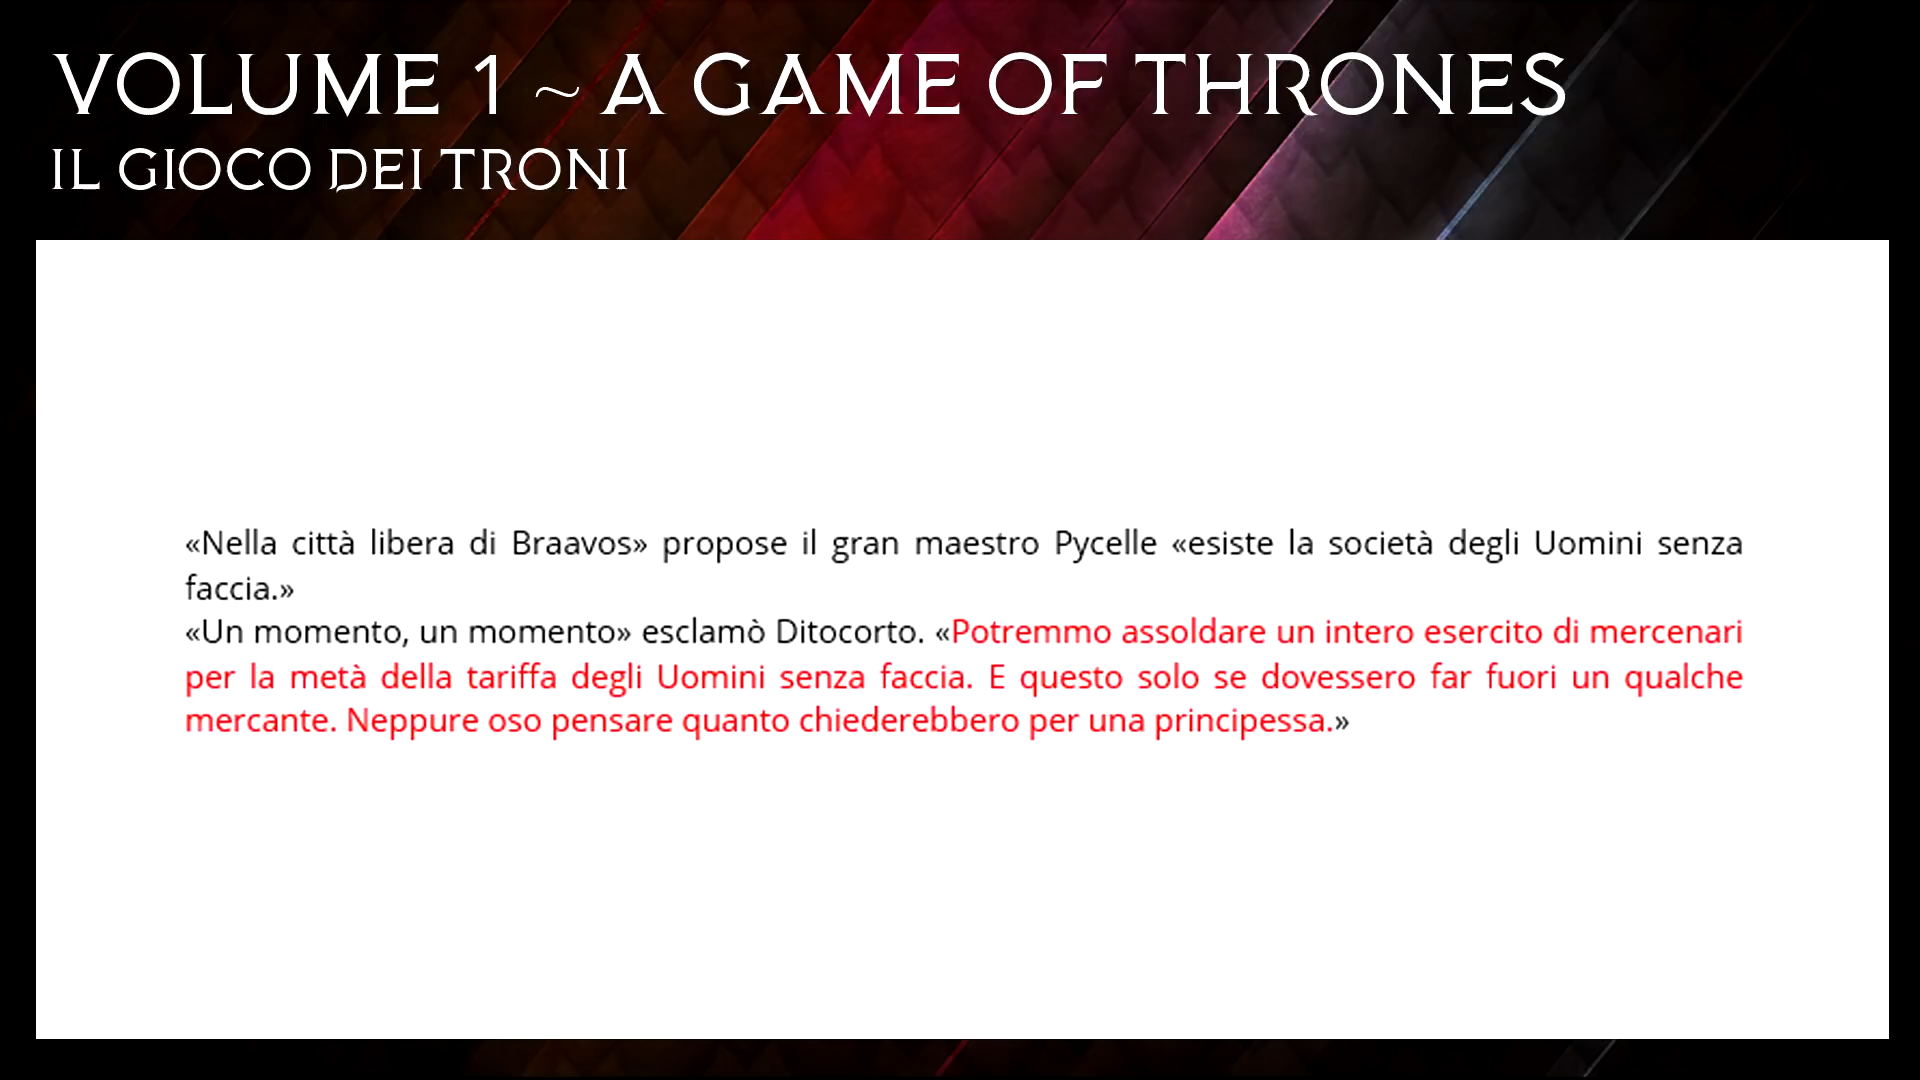 VOLUME 1 ~ A GAME OF THRONES
IL GIOCO DEI TRONI
«Nella città libera di Braavos» propose il gran maestro Pycelle «esiste la società degli Uomini senza
faccia.»
«Un momento, un momento» esclamò Ditocorto. «Potremmo assoldare un intero esercito di mercenari
per la metà della tariffa degli Uomini senza faccia. E questo solo se dovessero far fuori un qualche
mercante. Neppure oso pensare quanto chiederebbero per una principessa.»